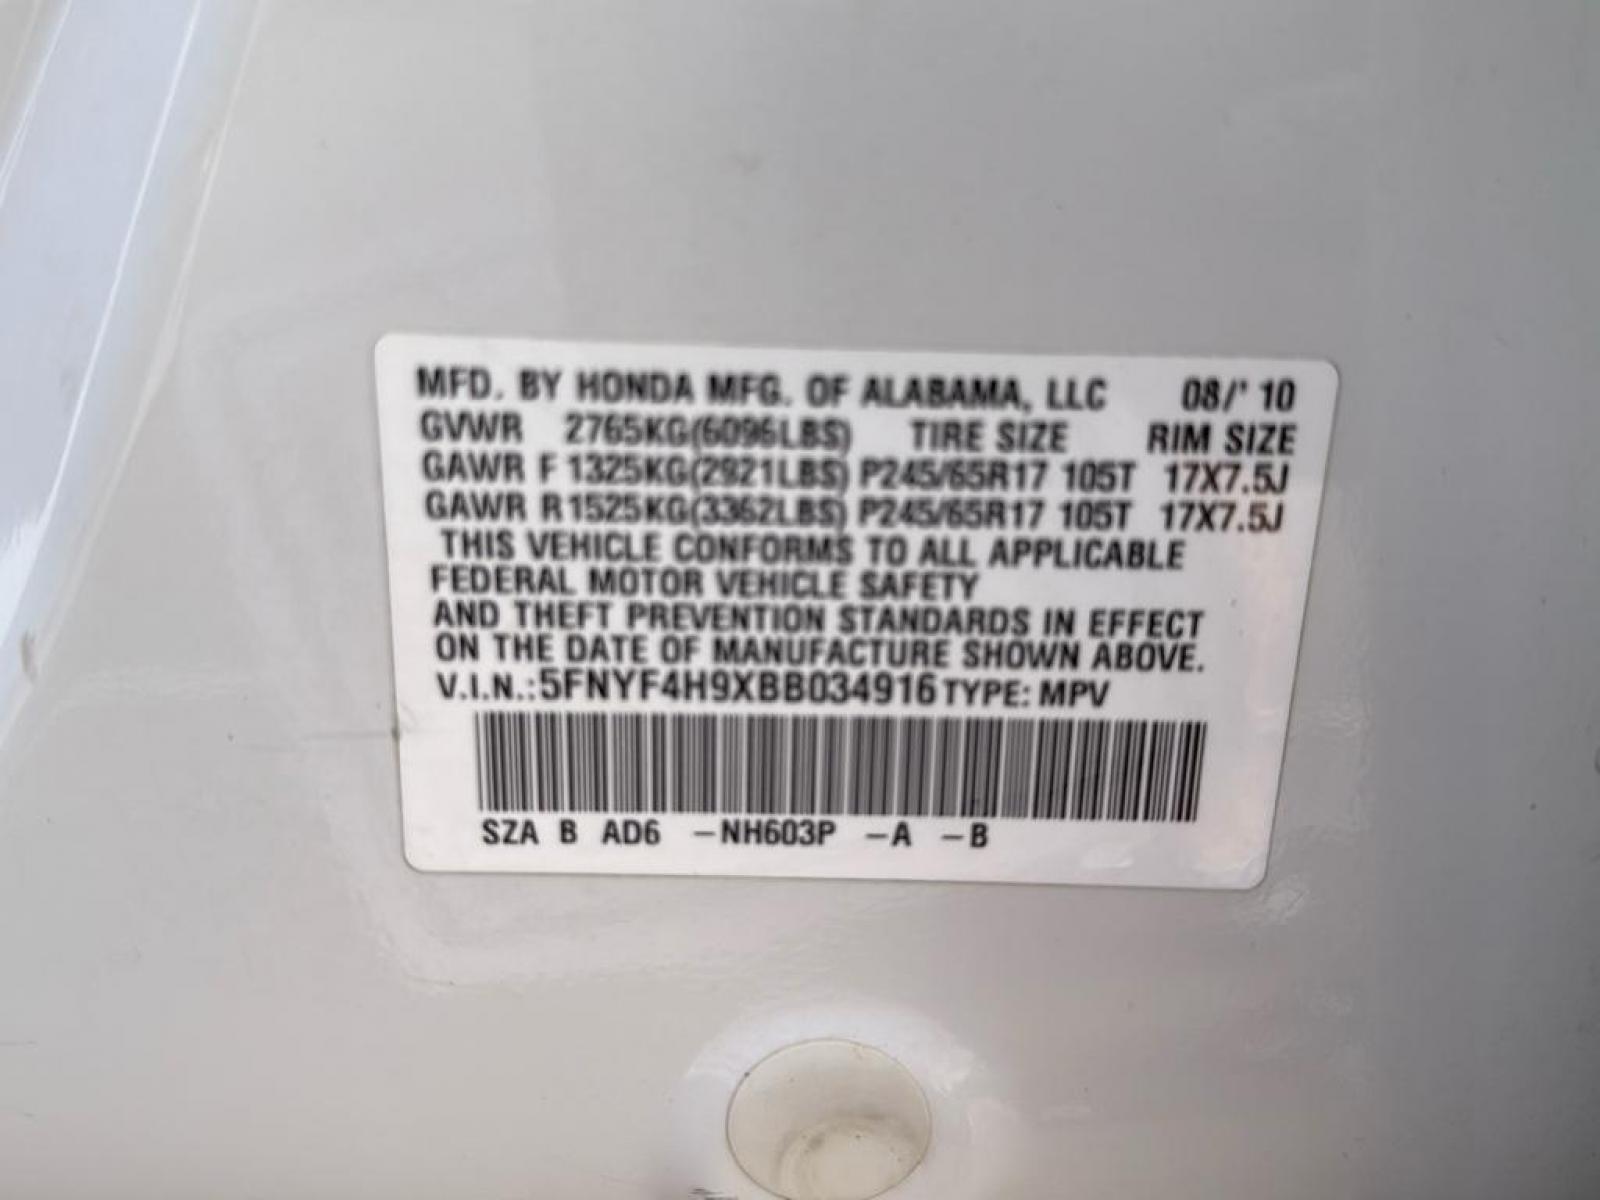 MFD. BY HONDA MFG. OF ALABAMA, LLC 08/' 10
GVWR 2765KG(6096LBS) TIRE SIZE RIM SIZE
GAWR F 1325KG(2921LBS) P245/65R17 105T 17X7.5J
GAWR R1525KG(3362LBS) P245/65R17 105T 17X7.5J
THIS VEHICLE CONFORMS TO ALL APPLICABLE
FEDERAL MOTOR VEHICLE SAFETY
AND THEFT PREVENTION STANDARDS IN EFFECT
ON THE DATE OF MANUFACTURE SHOWN ABOVE.
V.I.N.:5FNYF4H9XBB034916 TYPE: MPV
SZA B AD6 -NH603P -A -B